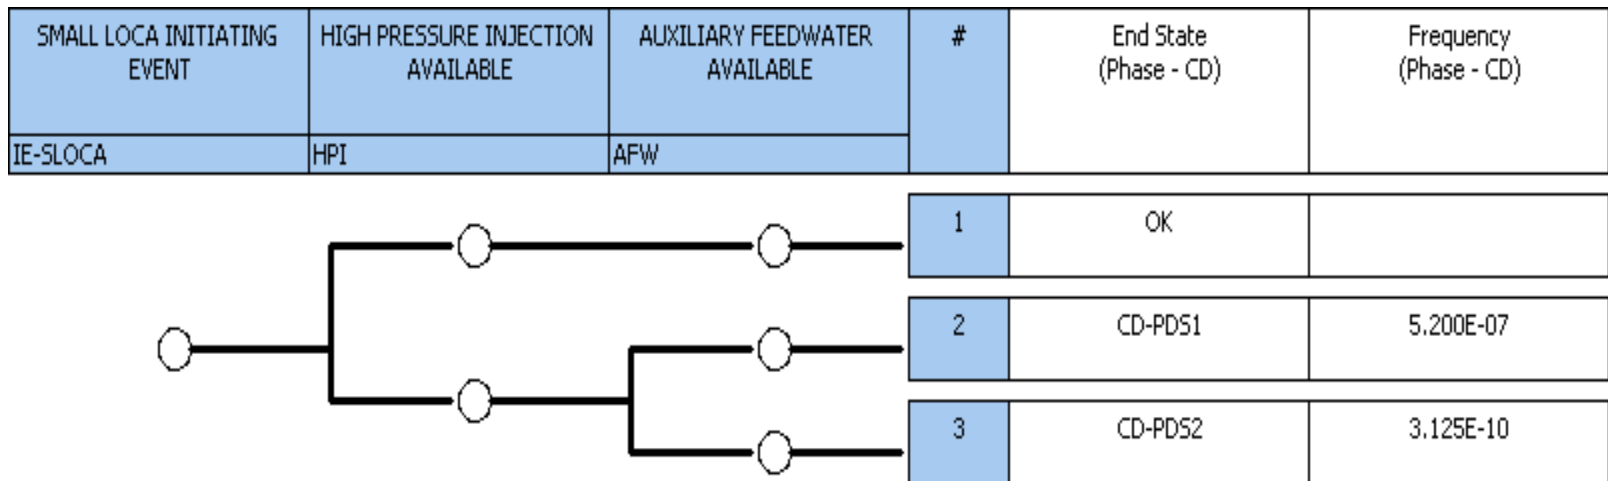 SMALL LOCA INITIATING
EVENT
HIGH PRESSURE INJECTION
AVAILABLE
AUXILIARY FEEDWATER
AVAILABLE
#
End State
(Phase - CD)
Frequency
(Phase - CD)
IE-SLOCA
HPI
AFW
1
OK
2
CD-PDS1
5.200E-07
3
CD-PDS2
3.125E-10